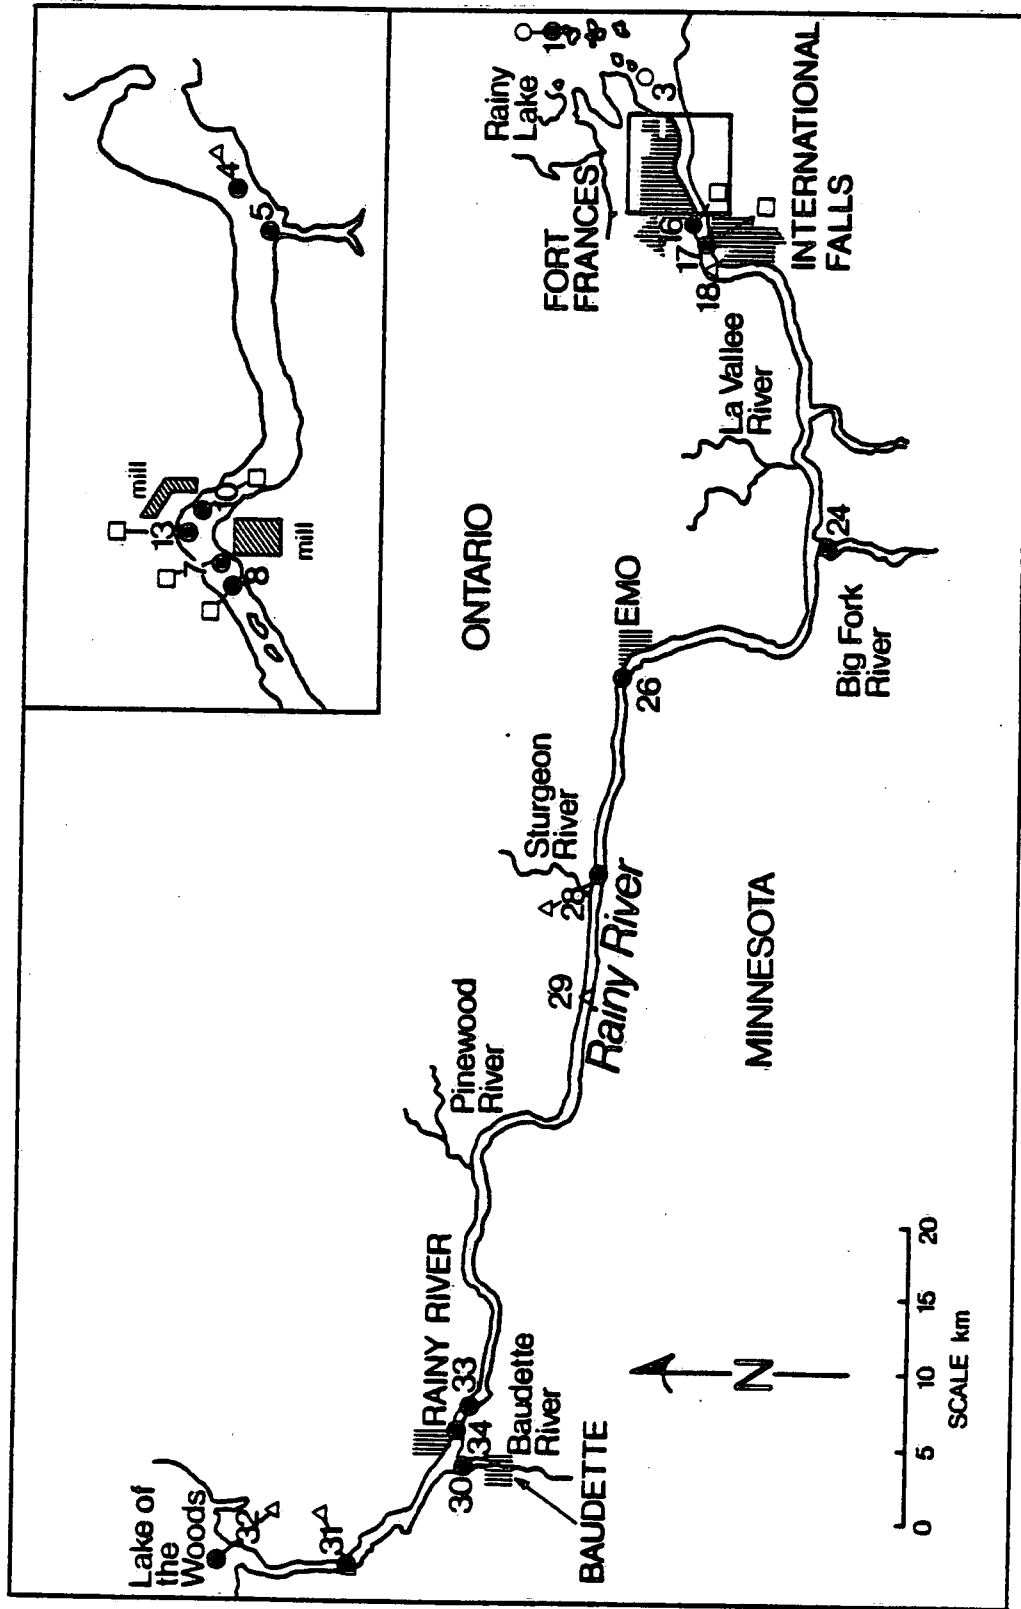 Lake of
the
Woods
32
31
30
34
33
RAINY RIVER
Baudette
River
BAUDETTE
Pinewood
River
29
Rainy River
28
Sturgeon
River
26
EMO
ONTARIO
MINNESOTA
Big Fork
River
24
La Vallee
River
18
17
16
FORT
FRANCES
INTERNATIONAL
FALLS
Rainy
Lake
3
1
mill
mill
13
10
7
8
5
4
N
0
5
10
15
20
SCALE km